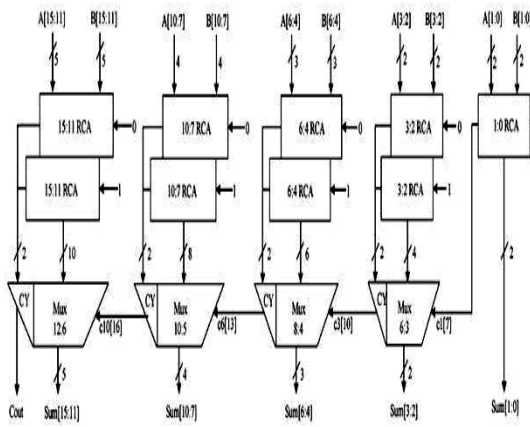 A[15:11] B[15:11] A[10:7] B[10:7] A[6:4] B[6:4] A[3:2] B[3:2] A[1:0] B[1:0]
5 5 4 4 3 3 2 2 2 2
15:11 RCA 0 10:7 RCA 0 6:4 RCA 0 3:2 RCA 0 1:0 RCA
15:11 RCA 1 10:7 RCA 1 6:4 RCA 1 3:2 RCA 1
2 10 2 8 2 6 2 4 2
CY Mux 12:6 c10[16] CY Mux 10:5 c6[13] CY Mux 8:4 c3[10] CY Mux 6:3 c1[7]
5 4 3 2
Cout Sum[15:11] Sum[10:7] Sum[6:4] Sum[3:2] Sum[1:0]